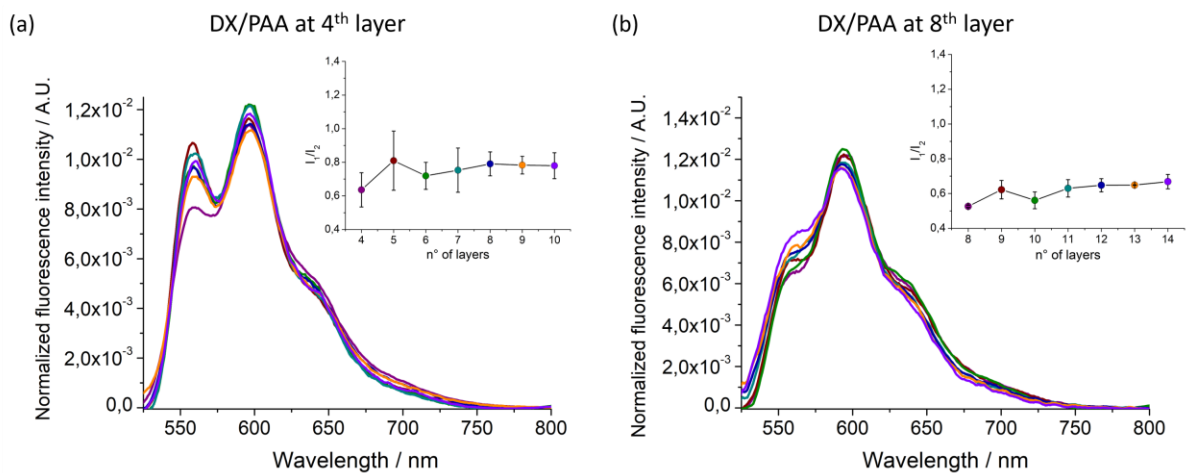 (a) DX/PAA at 4th layer
Normalized fluorescence intensity / A.U.
1,2x10-2
1,0x10-2
8,0x10-3
6,0x10-3
4,0x10-3
2,0x10-3
0,0
550 600 650 700 750 800
Wavelength / nm
I1/I2
1,4
1,2
1,0
0,8
0,6
0,4
4 5 6 7 8 9 10
n° of layers
(b) DX/PAA at 8th layer
Normalized fluorescence intensity / A.U.
1,4x10-2
1,2x10-2
1,0x10-2
8,0x10-3
6,0x10-3
4,0x10-3
2,0x10-3
0,0
550 600 650 700 750 800
Wavelength / nm
I1/I2
1,4
1,2
1,0
0,8
0,6
0,4
8 9 10 11 12 13 14
n° of layers